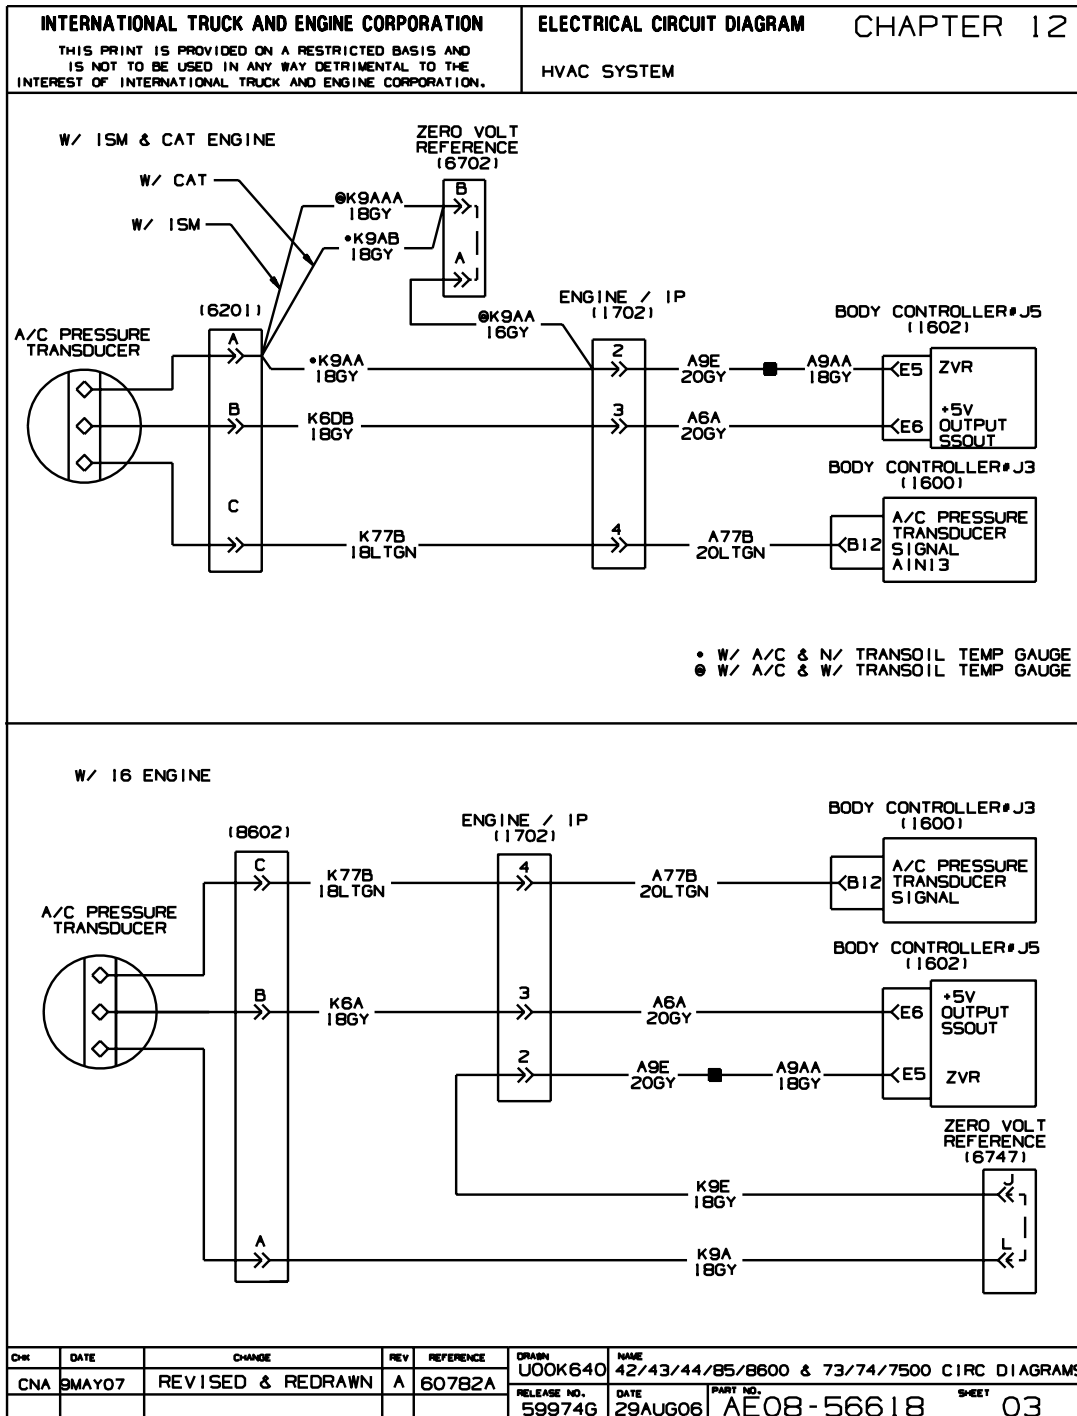 INTERNATIONAL TRUCK AND ENGINE CORPORATION
THIS PRINT IS PROVIDED ON A RESTRICTED BASIS AND
IS NOT TO BE USED IN ANY WAY DETRIMENTAL TO THE
INTEREST OF INTERNATIONAL TRUCK AND ENGINE CORPORATION.
ELECTRICAL CIRCUIT DIAGRAM
CHAPTER 12
HVAC SYSTEM
W/ ISM & CAT ENGINE
W/ CAT
W/ ISM
ZERO VOLT
REFERENCE
(6702)
B
A
@K9AAA
18GY
•K9AB
18GY
@K9AA
16GY
ENGINE / IP
(1702)
(6201)
A/C PRESSURE
TRANSDUCER
A
•K9AA
18GY
2
A9E
20GY
A9AA
18GY
BODY CONTROLLER#J5
(1602)
E5
ZVR
B
K6DB
18GY
3
A6A
20GY
E6
+5V
OUTPUT
SSOUT
BODY CONTROLLER#J3
(1600)
C
K77B
18LTGN
4
A77B
20LTGN
B12
A/C PRESSURE
TRANSDUCER
SIGNAL
AIN13
• W/ A/C & N/ TRANSOIL TEMP GAUGE
@ W/ A/C & W/ TRANSOIL TEMP GAUGE
W/ I6 ENGINE
(8602)
ENGINE / IP
(1702)
BODY CONTROLLER#J3
(1600)
C
K77B
18LTGN
4
A77B
20LTGN
B12
A/C PRESSURE
TRANSDUCER
SIGNAL
A/C PRESSURE
TRANSDUCER
BODY CONTROLLER#J5
(1602)
B
K6A
18GY
3
A6A
20GY
E6
+5V
OUTPUT
SSOUT
2
A9E
20GY
A9AA
18GY
E5
ZVR
ZERO VOLT
REFERENCE
(6747)
K9E
18GY
J
A
K9A
18GY
L
CHK DATE CHANGE REV REFERENCE
CNA 9MAY07 REVISED & REDRAWN A 60782A
DRAWN
U00K640
NAME
42/43/44/85/8600 & 73/74/7500 CIRC DIAGRAMS
RELEASE NO.
59974G
DATE
29AUG06
PART NO.
AE08-56618
SHEET
03